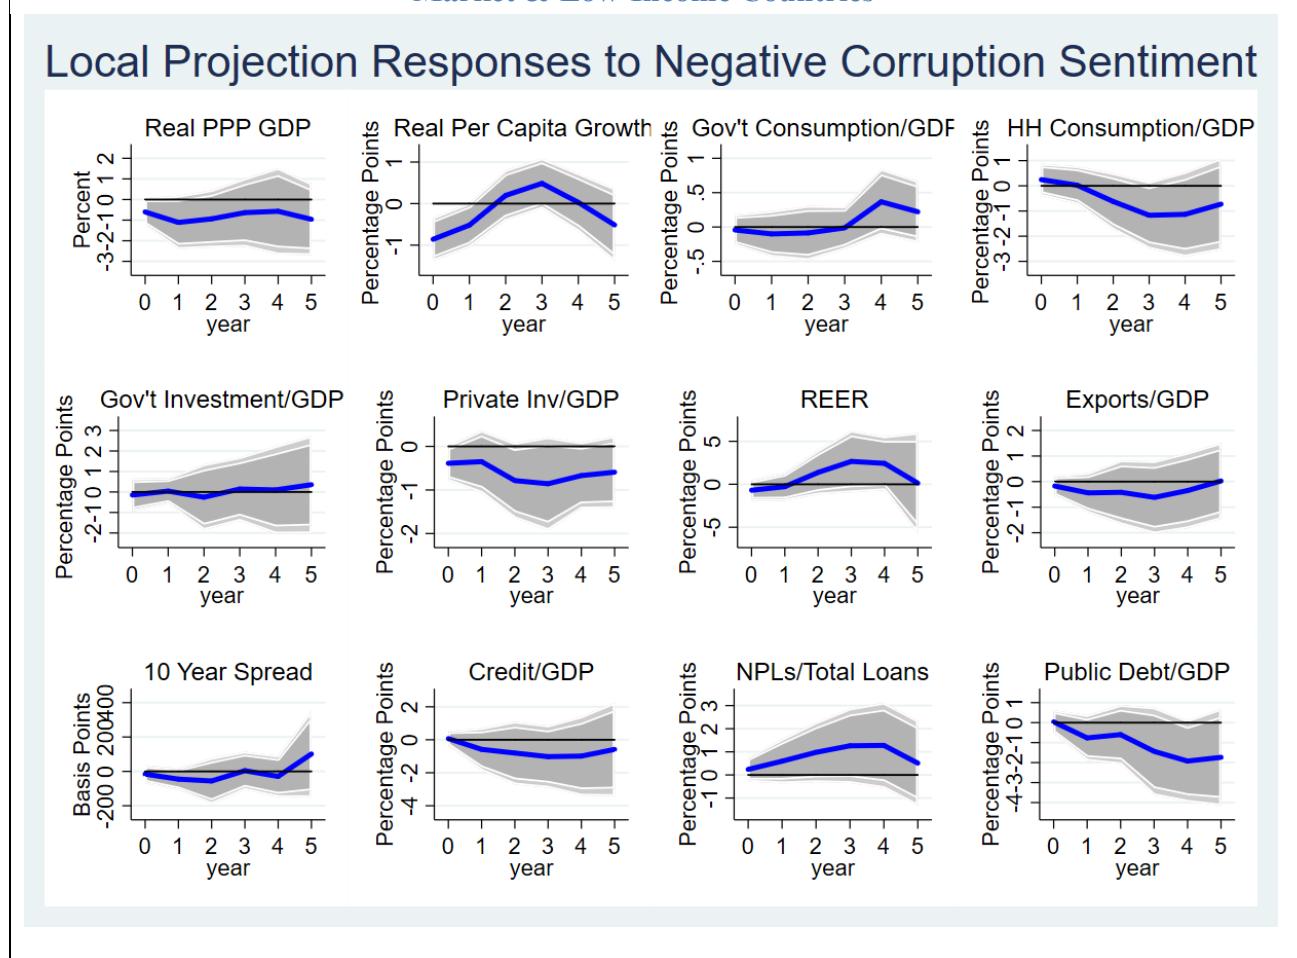 Market & Low Income Countries
Local Projection Responses to Negative Corruption Sentiment
Real PPP GDP
Percent
-3 -2 -1 0 1 2
0 1 2 3 4 5
year
Real Per Capita Growth
Percentage Points
-1 0 1
0 1 2 3 4 5
year
Gov't Consumption/GDP
Percentage Points
-.5 0 .5 1
0 1 2 3 4 5
year
HH Consumption/GDP
Percentage Points
-3 -2 -1 0 1
0 1 2 3 4 5
year
Gov't Investment/GDP
Percentage Points
-2 -1 0 1 2 3
0 1 2 3 4 5
year
Private Inv/GDP
Percentage Points
-2 -1 0
0 1 2 3 4 5
year
REER
Percentage Points
-5 0 5
0 1 2 3 4 5
year
Exports/GDP
Percentage Points
-2 -1 0 1 2
0 1 2 3 4 5
year
10 Year Spread
Basis Points
-200 0 200 400
0 1 2 3 4 5
year
Credit/GDP
Percentage Points
-4 -2 0 2
0 1 2 3 4 5
year
NPLs/Total Loans
Percentage Points
-1 0 1 2 3
0 1 2 3 4 5
year
Public Debt/GDP
Percentage Points
-4 -3 -2 -1 0 1
0 1 2 3 4 5
year